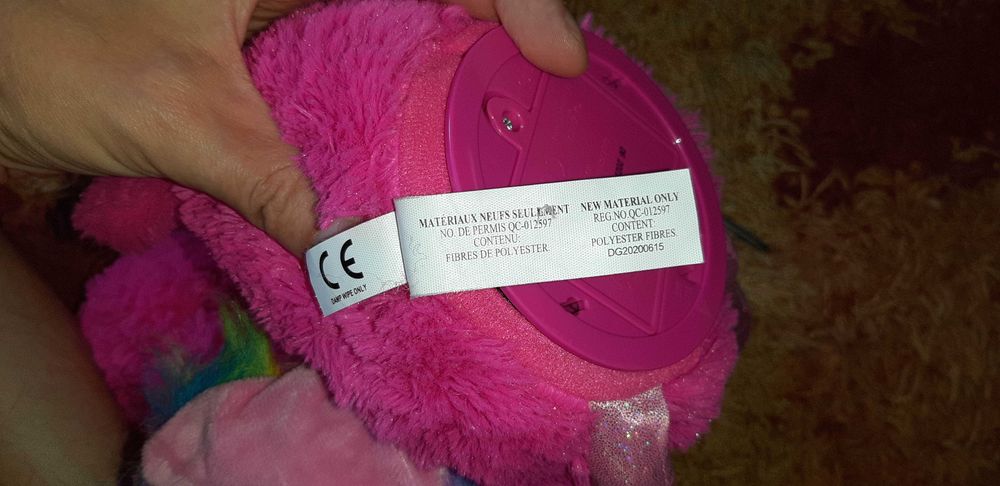 CE
DAMP WIPE ONLY
MATÉRIAUX NEUFS SEULEMENT
NO. DE PERMIS QC-012597
CONTENU:
FIBRES DE POLYESTER
NEW MATERIAL ONLY
REG.NO.QC-012597
CONTENT:
POLYESTER FIBRES
DG20200615